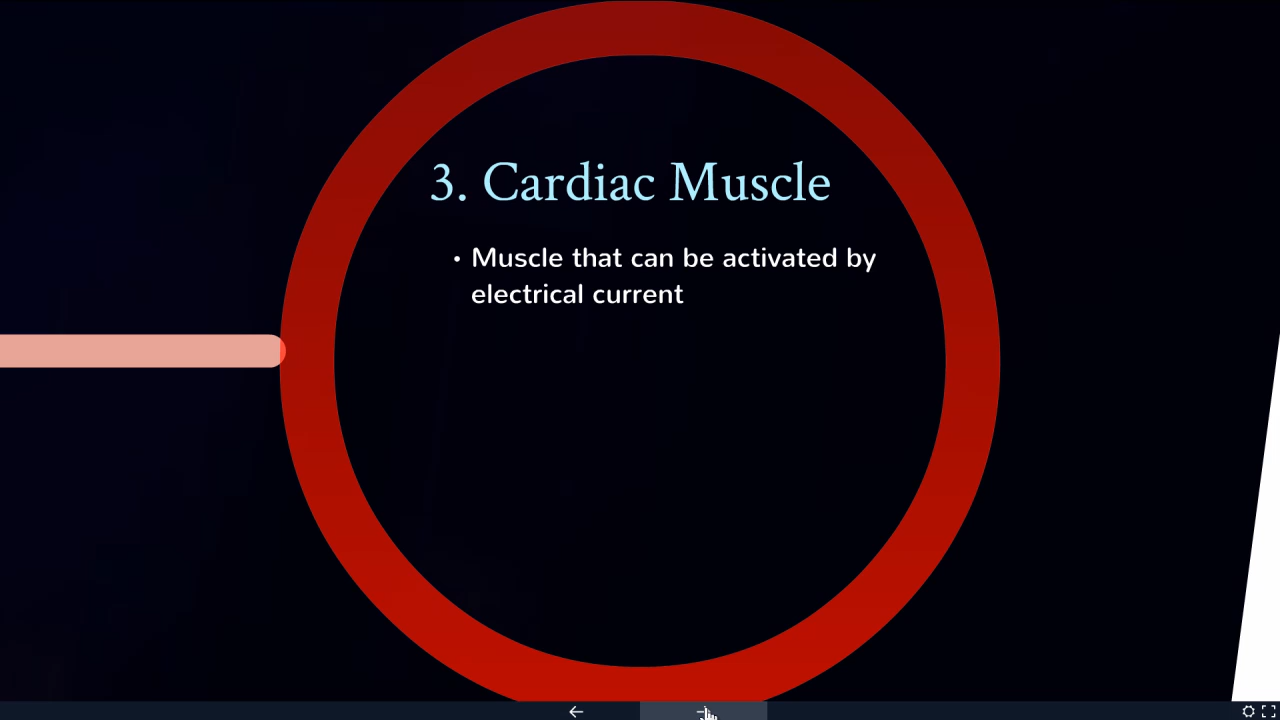 3. Cardiac Muscle
• Muscle that can be activated by
electrical current